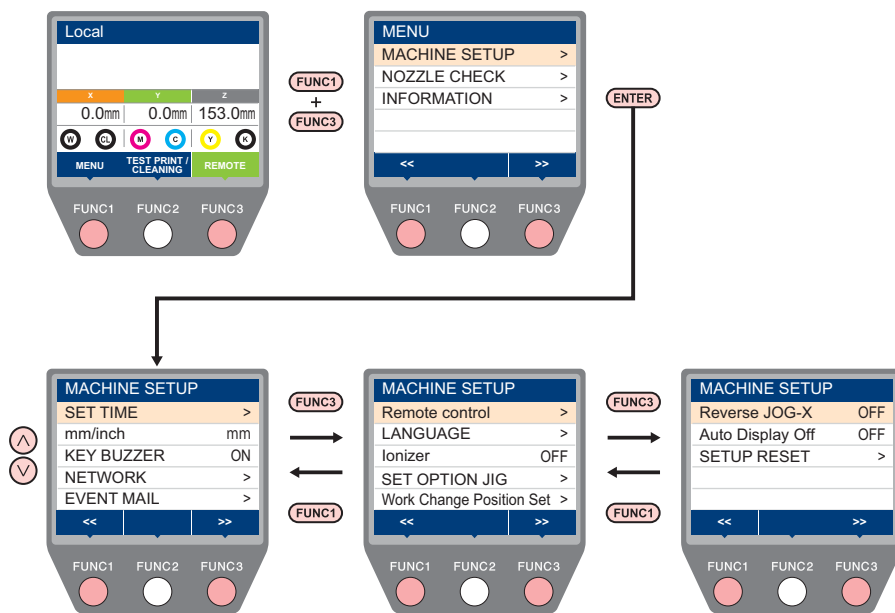 Local
X Y Z
0.0mm 0.0mm 153.0mm
W CL M C Y K
MENU TEST PRINT / CLEANING REMOTE
FUNC1 FUNC2 FUNC3
FUNC1
+
FUNC3
MENU
MACHINE SETUP >
NOZZLE CHECK >
INFORMATION >
<< >>
FUNC1 FUNC2 FUNC3
ENTER
MACHINE SETUP
SET TIME >
mm/inch mm
KEY BUZZER ON
NETWORK >
EVENT MAIL >
<< >>
FUNC1 FUNC2 FUNC3
FUNC3
FUNC1
MACHINE SETUP
Remote control >
LANGUAGE >
Ionizer OFF
SET OPTION JIG >
Work Change Position Set >
<< >>
FUNC1 FUNC2 FUNC3
FUNC3
FUNC1
MACHINE SETUP
Reverse JOG-X OFF
Auto Display Off OFF
SETUP RESET >
<< >>
FUNC1 FUNC2 FUNC3